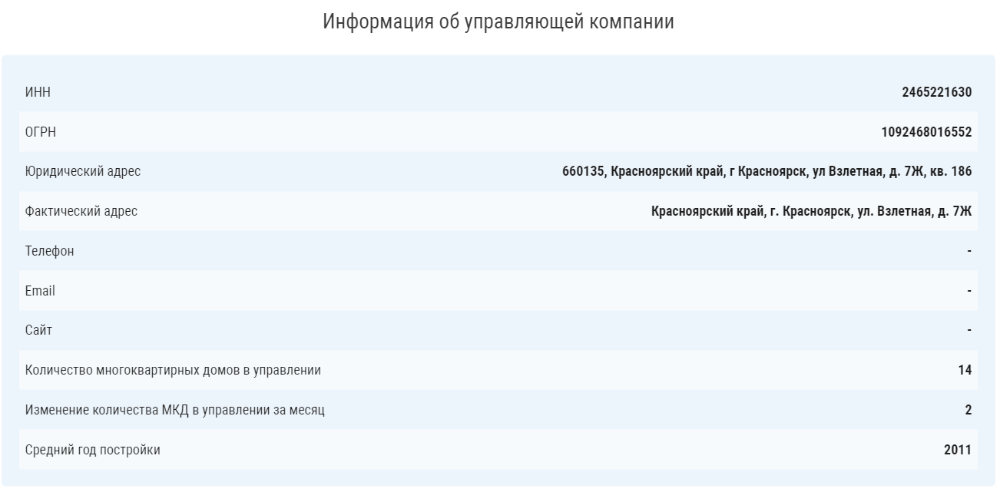 Информация об управляющей компании
ИНН 2465221630
ОГРН 1092468016552
Юридический адрес 660135, Красноярский край, г Красноярск, ул Взлетная, д. 7Ж, кв. 186
Фактический адрес Красноярский край, г. Красноярск, ул. Взлетная, д. 7Ж
Телефон -
Email -
Сайт -
Количество многоквартирных домов в управлении 14
Изменение количества МКД в управлении за месяц 2
Средний год постройки 2011